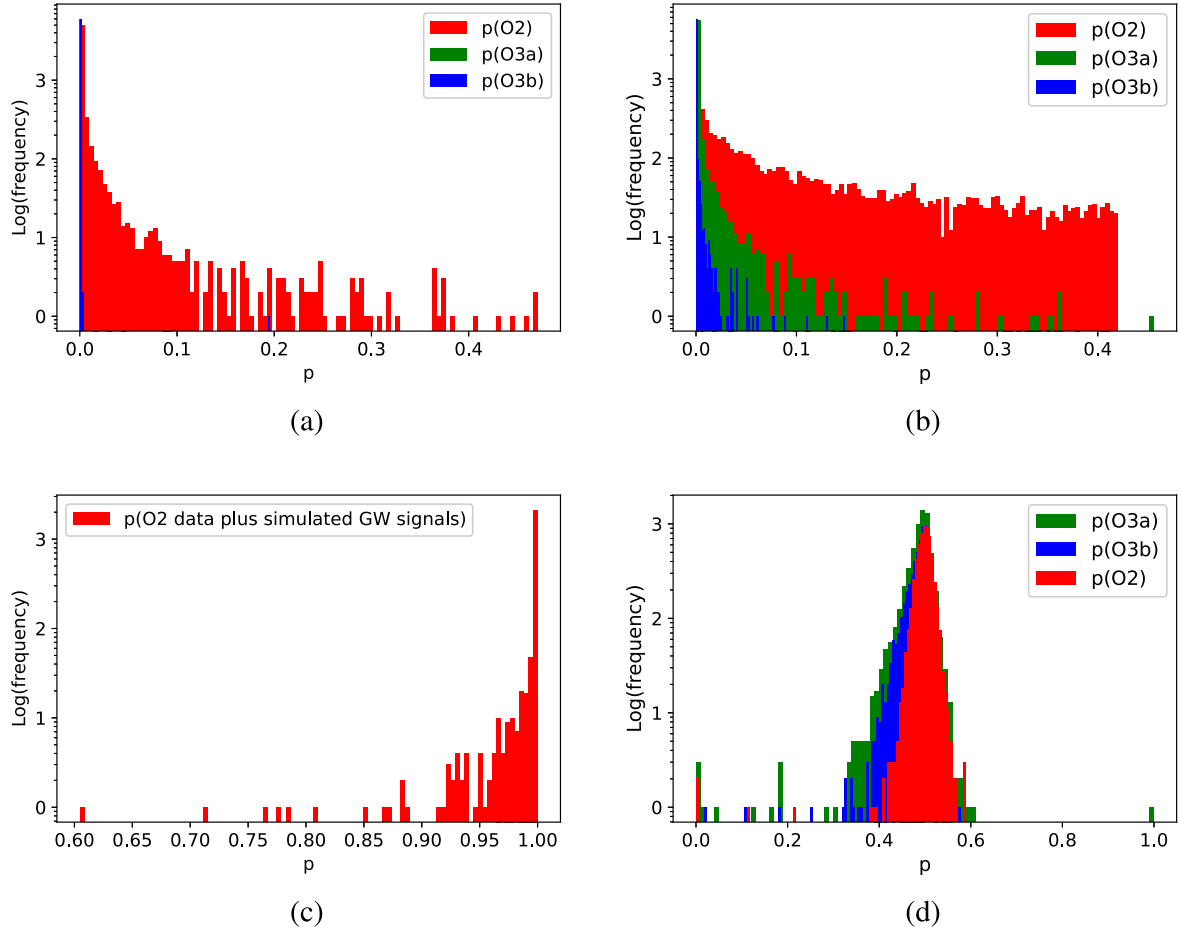 p(O2)
p(O3a)
p(O3b)
Log(frequency)
3
2
1
0
0.0 0.1 0.2 0.3 0.4
p
(a)
p(O2)
p(O3a)
p(O3b)
Log(frequency)
3
2
1
0
0.0 0.1 0.2 0.3 0.4
p
(b)
p(O2 data plus simulated GW signals)
Log(frequency)
3
2
1
0
0.60 0.65 0.70 0.75 0.80 0.85 0.90 0.95 1.00
p
(c)
p(O3a)
p(O3b)
p(O2)
Log(frequency)
3
2
1
0
0.0 0.2 0.4 0.6 0.8 1.0
p
(d)